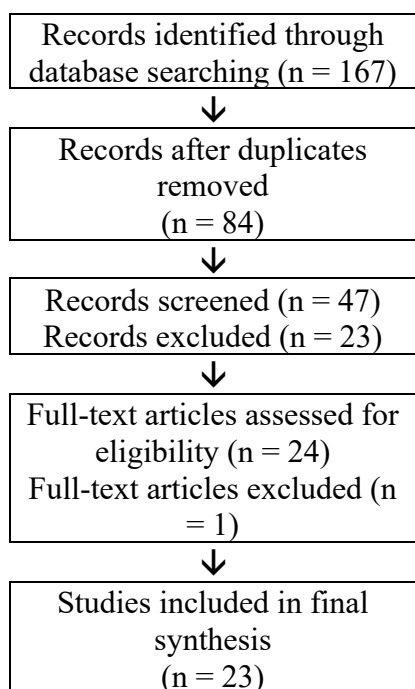 Records identified through
database searching (n = 167)
Records after duplicates
removed
(n = 84)
Records screened (n = 47)
Records excluded (n = 23)
Full-text articles assessed for
eligibility (n = 24)
Full-text articles excluded (n
= 1)
Studies included in final
synthesis
(n = 23)